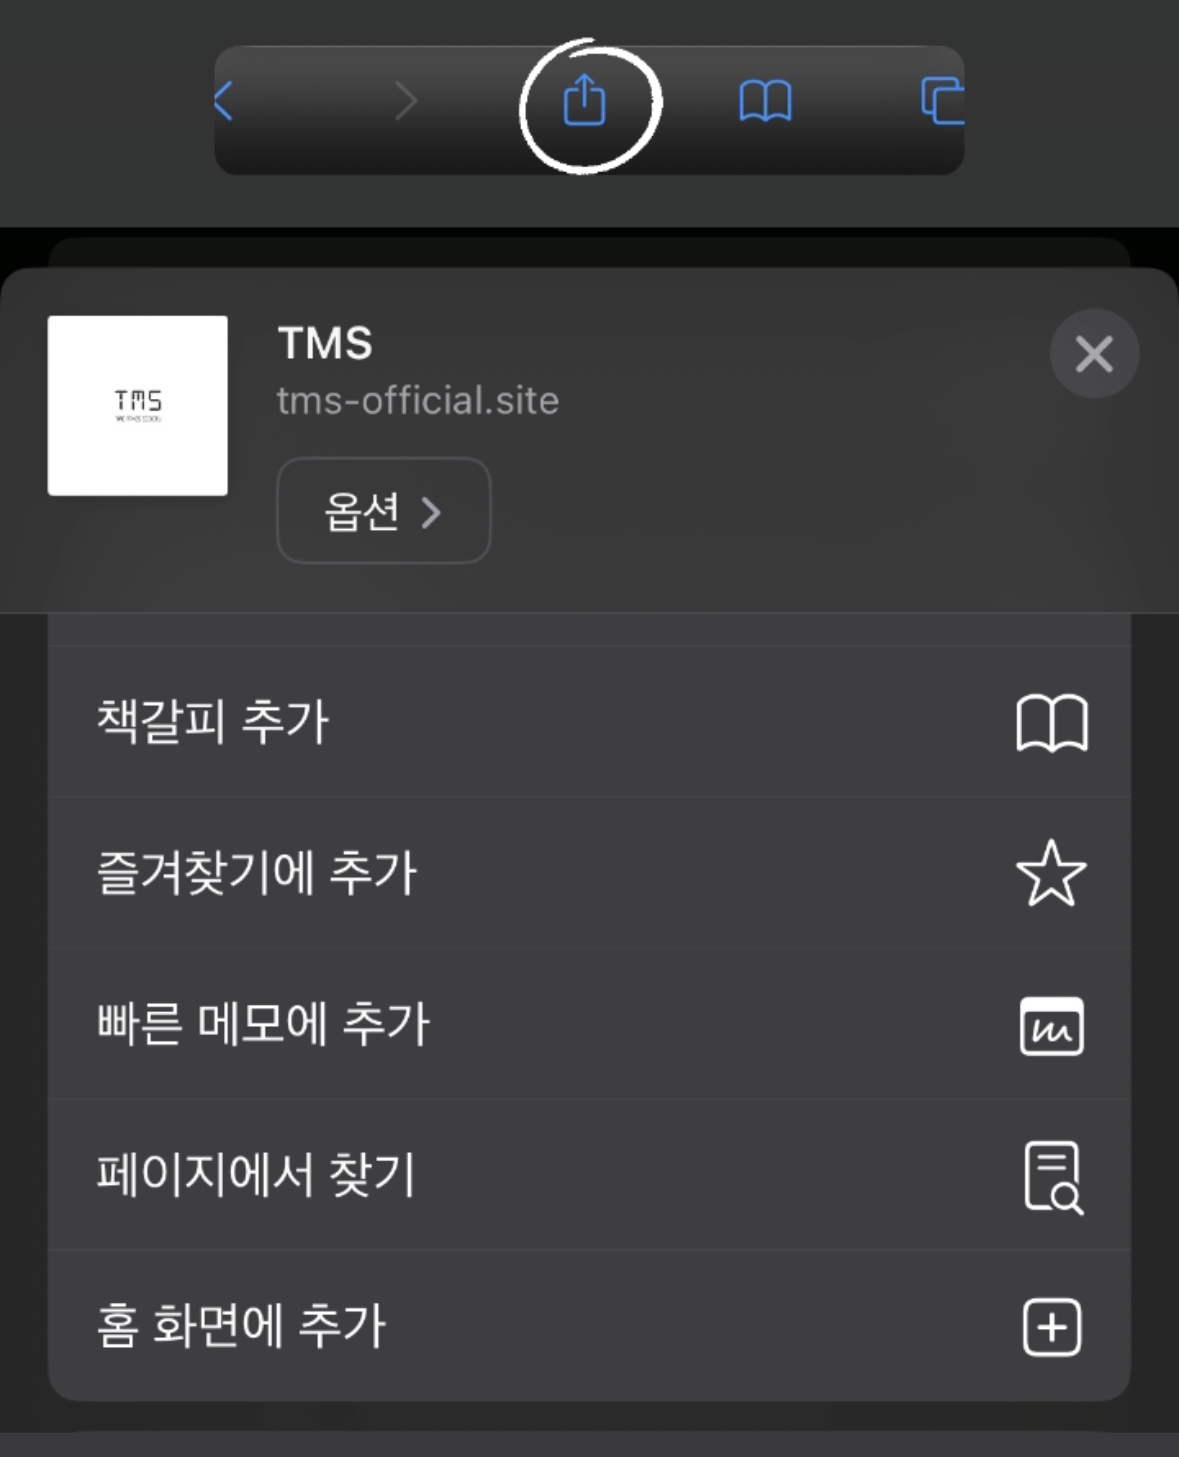 TMS
tms-official.site
TMS
옵션
책갈피 추가
즐겨찾기에 추가
빠른 메모에 추가
페이지에서 찾기
홈 화면에 추가